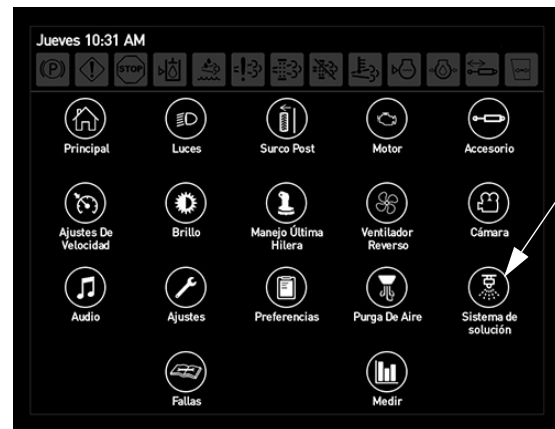 Jueves 10:31 AM
P STOP
Principal Luces Surco Post Motor Accesorio
Ajustes De Velocidad Brillo Manejo Última Hilera Ventilador Reverso Cámara
Audio Ajustes Preferencias Purga De Aire Sistema de solución
Fallas Medir